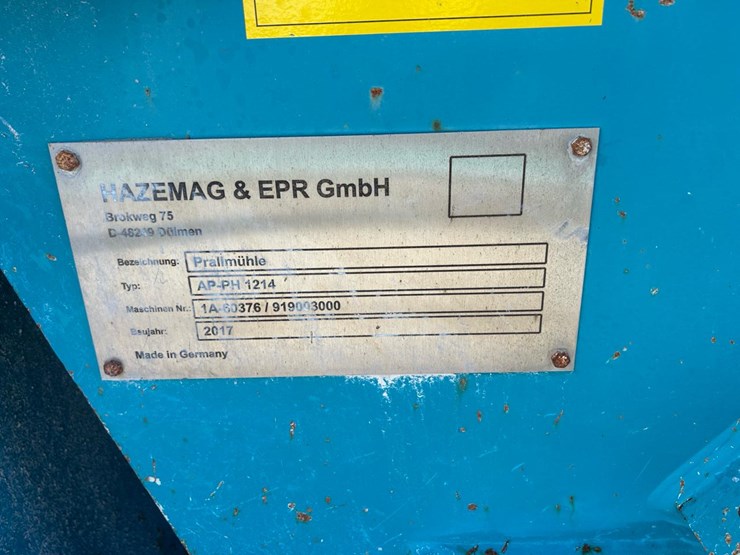 HAZEMAG & EPR GmbH
Brokweg 75
D-48249 Dülmen
Bezeichnung: Prallmühle
Typ: AP-PH 1214
Maschinen Nr.: 1A-60376 / 919003000
Baujahr: 2017
Made in Germany